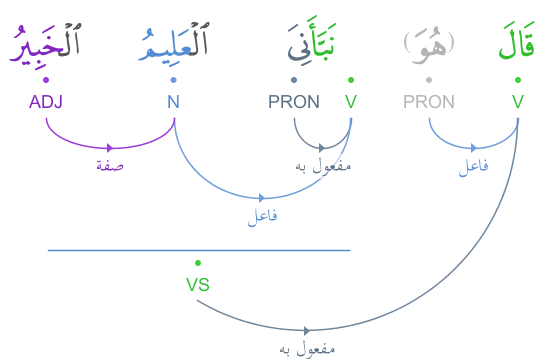 قَالَ (هُوَ) نَبَّأَنِىَ ٱلْعَلِيمُ ٱلْخَبِيرُ
V PRON V PRON N ADJ
فاعل مفعول به صفة
فاعل
VS
مفعول به